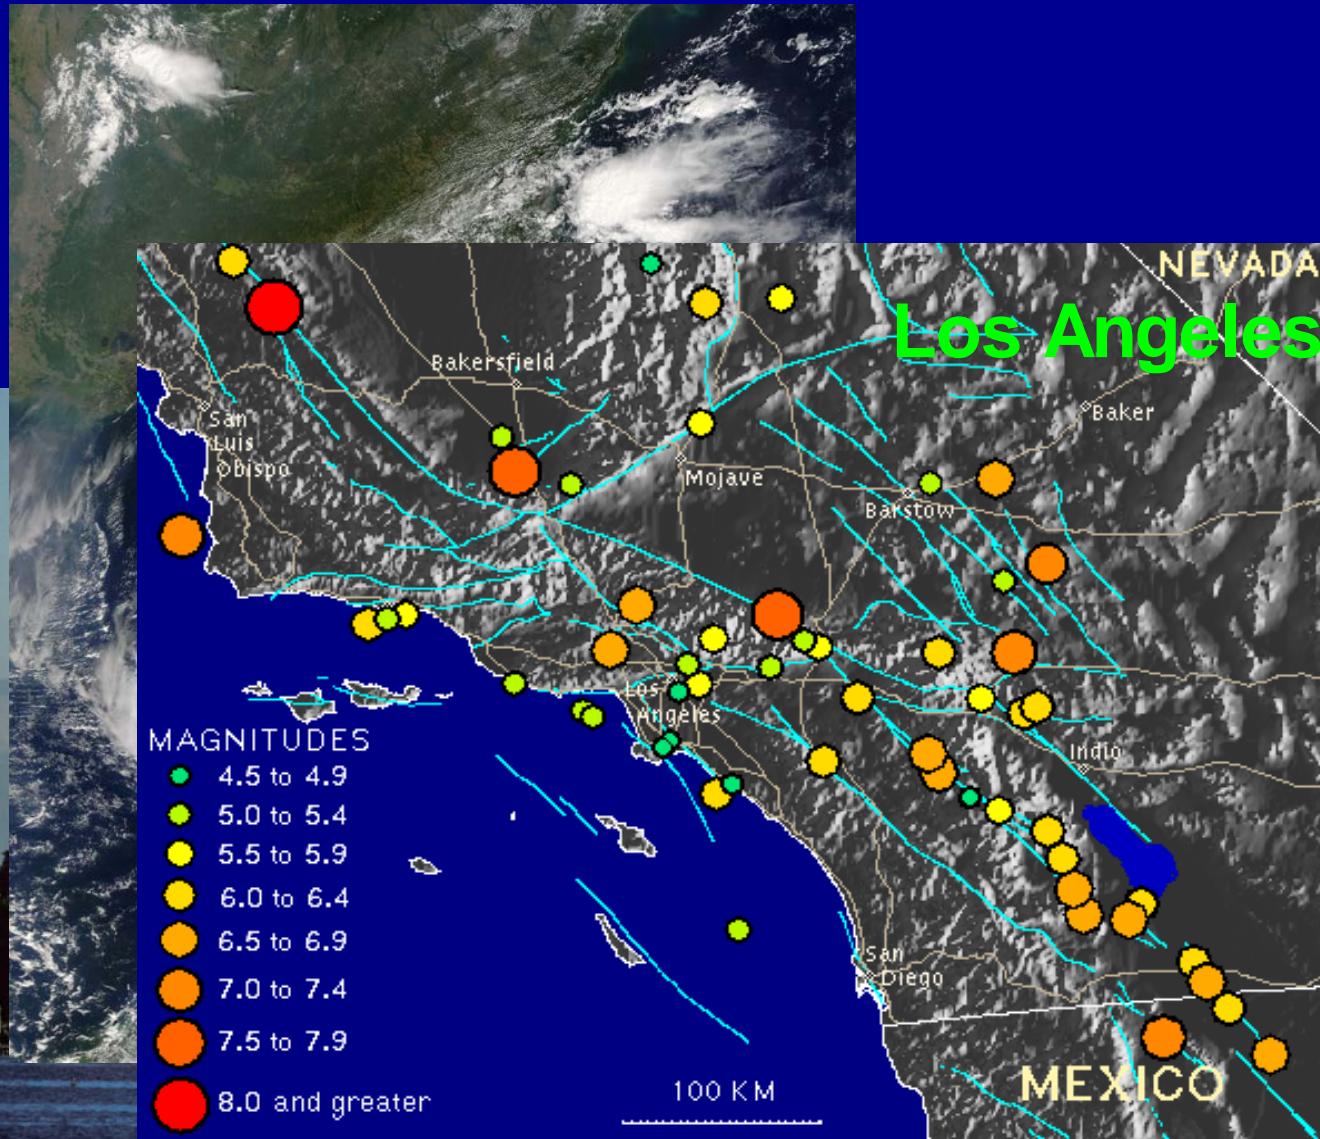 NEVADA
Los Angeles
Bakersfield
Baker
San
Luis
Obispo
Mojave
Barstow
Los
Angeles
MAGNITUDES
Indio
4.5 to 4.9
5.0 to 5.4
5.5 to 5.9
6.0 to 6.4
6.5 to 6.9
San
Diego
7.0 to 7.4
7.5 to 7.9
MEXICO
100 KM
8.0 and greater